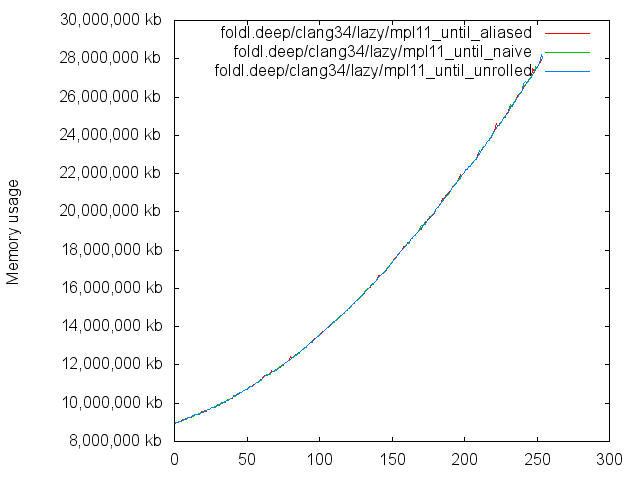 30,000,000 kb
28,000,000 kb
26,000,000 kb
24,000,000 kb
22,000,000 kb
20,000,000 kb
18,000,000 kb
16,000,000 kb
14,000,000 kb
12,000,000 kb
10,000,000 kb
8,000,000 kb
Memory usage
foldl.deep/clang34/lazy/mpl11_until_aliased
foldl.deep/clang34/lazy/mpl11_until_naive
foldl.deep/clang34/lazy/mpl11_until_unrolled
0 50 100 150 200 250 300